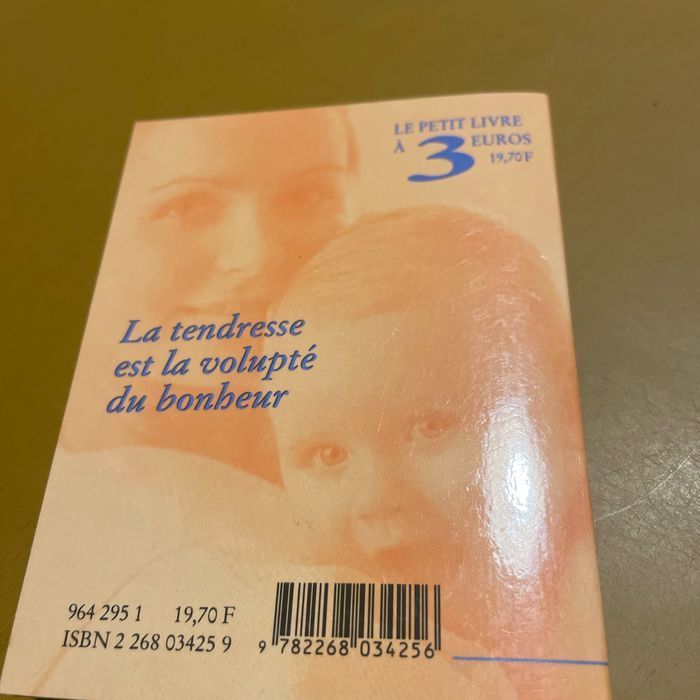 LE PETIT LIVRE
À 3 EUROS
19,70 F
La tendresse
est la volupté
du bonheur
964 295 1 19,70 F
ISBN 2 268 03425 9
9 782268 034256